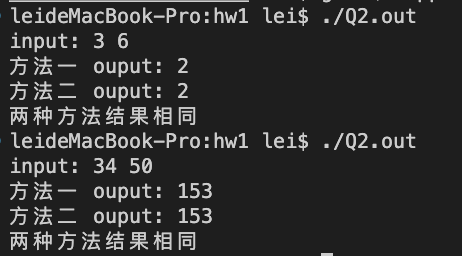 leideMacBook-Pro:hw1 lei$ ./Q2.out
input: 3 6
方法一 ouput: 2
方法二 ouput: 2
两种方法结果相同
leideMacBook-Pro:hw1 lei$ ./Q2.out
input: 34 50
方法一 ouput: 153
方法二 ouput: 153
两种方法结果相同